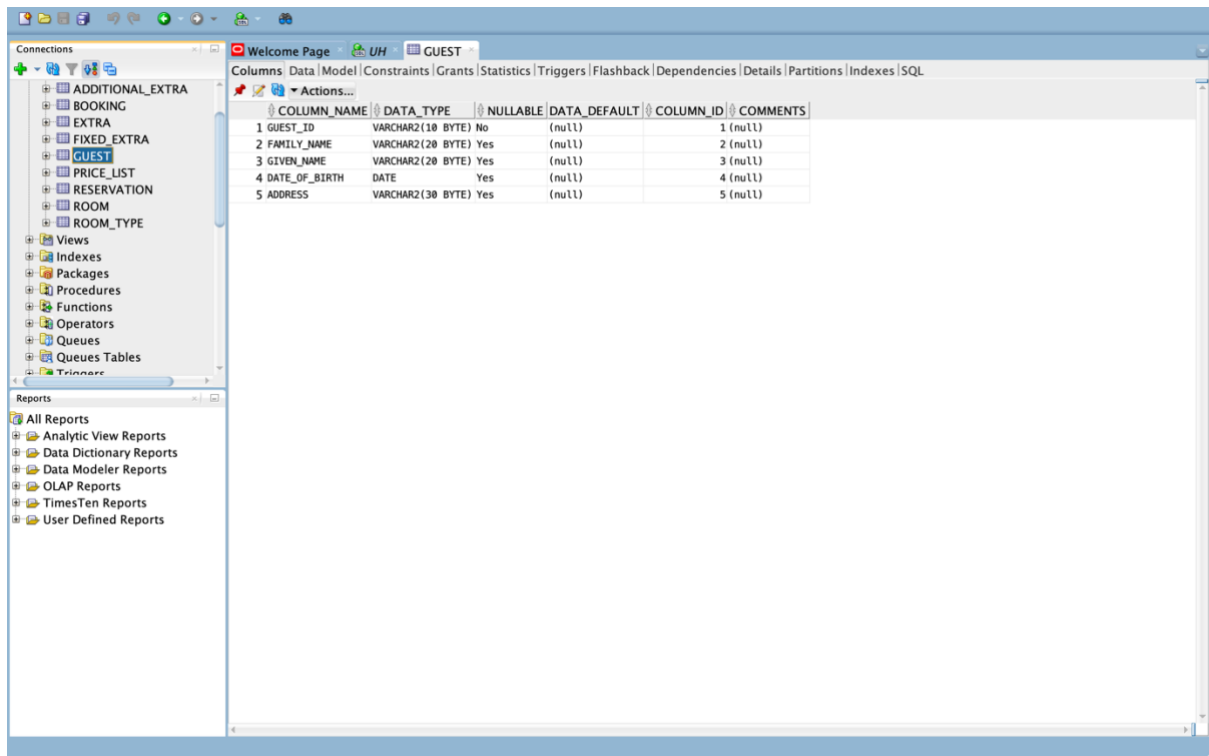 Connections
ADDITIONAL_EXTRA
BOOKING
EXTRA
FIXED_EXTRA
GUEST
PRICE_LIST
RESERVATION
ROOM
ROOM_TYPE
Views
Indexes
Packages
Procedures
Functions
Operators
Queues
Queues Tables
Triggers
Reports
All Reports
Analytic View Reports
Data Dictionary Reports
Data Modeler Reports
OLAP Reports
TimesTen Reports
User Defined Reports
Welcome Page UH GUEST
Columns Data Model Constraints Grants Statistics Triggers Flashback Dependencies Details Partitions Indexes SQL
Actions...
COLUMN_NAME DATA_TYPE NULLABLE DATA_DEFAULT COLUMN_ID COMMENTS
1 GUEST_ID VARCHAR2(10 BYTE) No (null) 1 (null)
2 FAMILY_NAME VARCHAR2(20 BYTE) Yes (null) 2 (null)
3 GIVEN_NAME VARCHAR2(20 BYTE) Yes (null) 3 (null)
4 DATE_OF_BIRTH DATE Yes (null) 4 (null)
5 ADDRESS VARCHAR2(30 BYTE) Yes (null) 5 (null)